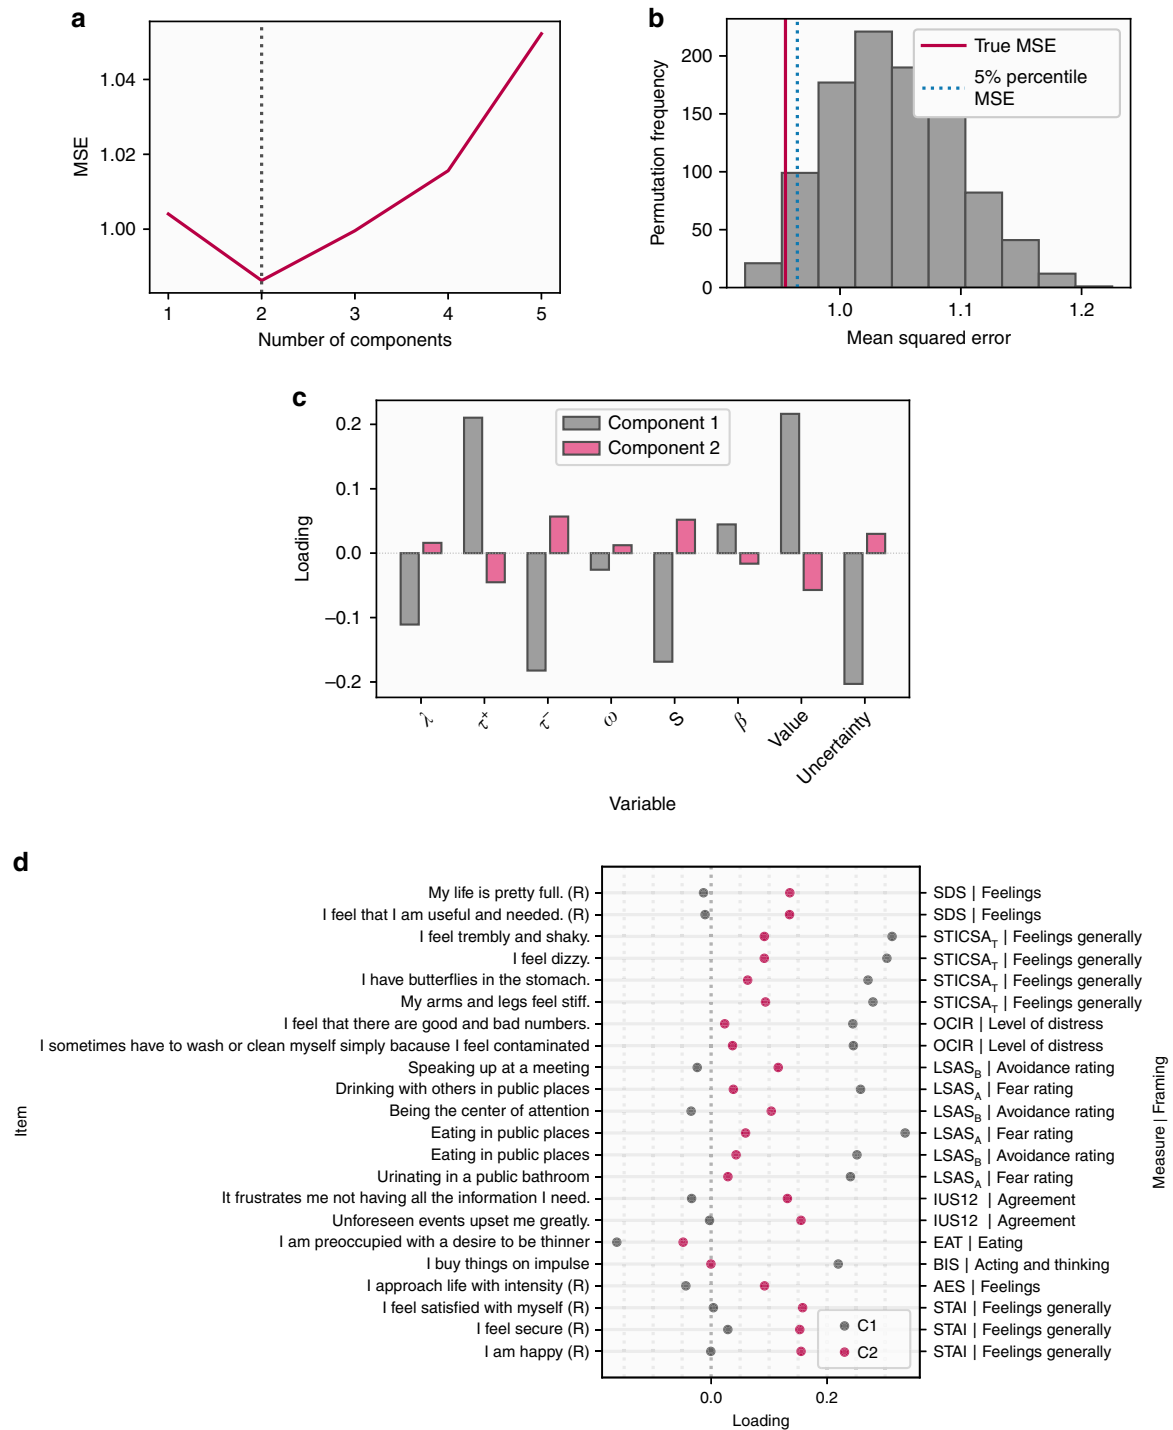 a
1.04
1.02
1.00
MSE
1
2
3
4
5
Number of components
b
200
150
100
50
0
Permutation frequency
True MSE
5% percentile
MSE
1.0
1.1
1.2
Mean squared error
c
0.2
0.1
0.0
−0.1
−0.2
Loading
Component 1
Component 2
λ
τ+
τ−
ω
S
β
Value
Uncertainty
Variable
d
Item
My life is pretty full. (R) SDS | Feelings
I feel that I am useful and needed. (R) SDS | Feelings
I feel trembly and shaky. STICSAT | Feelings generally
I feel dizzy. STICSAT | Feelings generally
I have butterflies in the stomach. STICSAT | Feelings generally
My arms and legs feel stiff. STICSAT | Feelings generally
I feel that there are good and bad numbers. OCIR | Level of distress
I sometimes have to wash or clean myself simply bacause I feel contaminated OCIR | Level of distress
Speaking up at a meeting LSASB | Avoidance rating
Drinking with others in public places LSASA | Fear rating
Being the center of attention LSASB | Avoidance rating
Eating in public places LSASA | Fear rating
Eating in public places LSASB | Avoidance rating
Urinating in a public bathroom LSASA | Fear rating
It frustrates me not having all the information I need. IUS12 | Agreement
Unforeseen events upset me greatly. IUS12 | Agreement
I am preoccupied with a desire to be thinner EAT | Eating
I buy things on impulse BIS | Acting and thinking
I approach life with intensity (R) AES | Feelings
I feel satisfied with myself (R) STAI | Feelings generally
I feel secure (R) STAI | Feelings generally
I am happy (R) STAI | Feelings generally
C1
C2
0.0
0.2
Loading
Measure | Framing